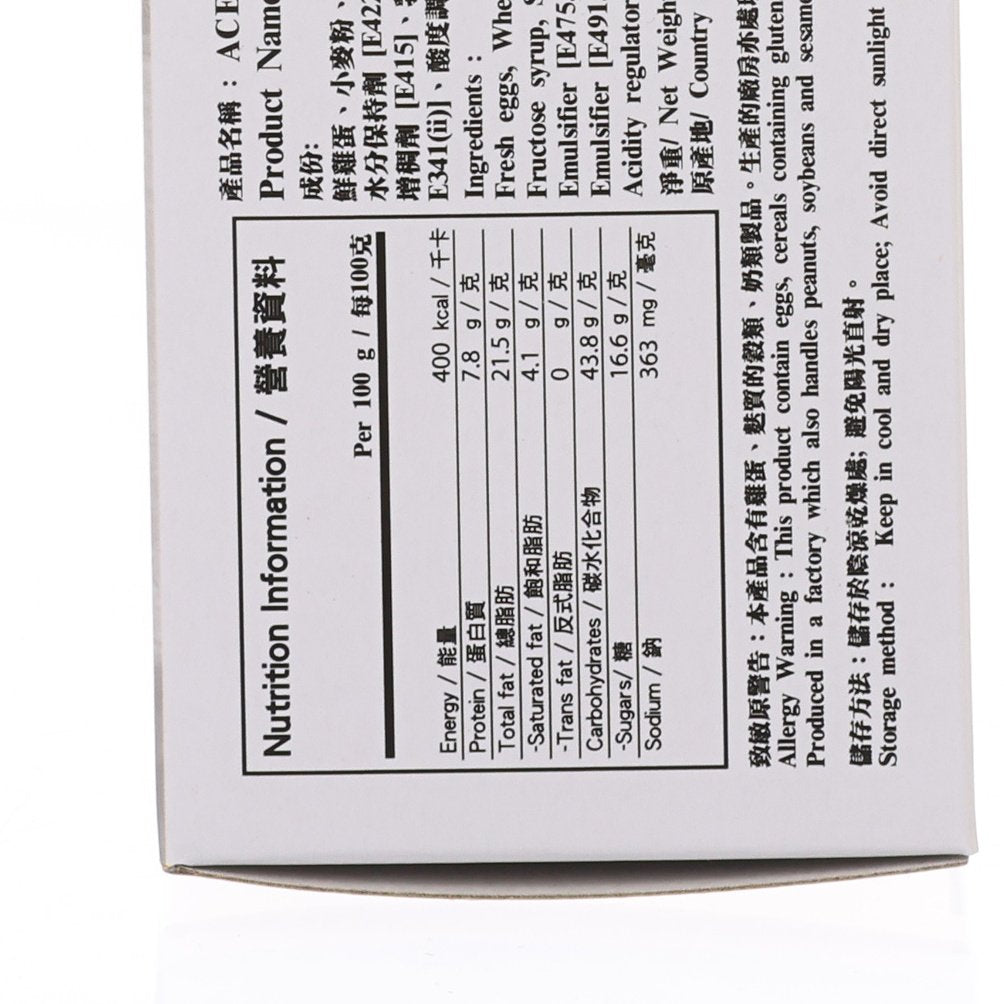 產品名稱：ACE
Product Name
成份:
鮮雞蛋、小麥粉、
水分保持劑 [E422
增稠劑 [E415]、
E341(ii)]、酸度調
Ingredients :
Fresh eggs, Whe
Fructose syrup, S
Emulsifier [E475
Emulsifier [E491
Acidity regulator
淨重/ Net Weigh
原產地/ Country
Nutrition Information / 營養資料
Per 100 g / 每100克
Energy / 能量 400 kcal / 千卡
Protein / 蛋白質 7.8 g / 克
Total fat / 總脂肪 21.5 g / 克
-Saturated fat / 飽和脂肪 4.1 g / 克
-Trans fat / 反式脂肪 0 g / 克
Carbohydrates / 碳水化合物 43.8 g / 克
-Sugars/ 糖 16.6 g / 克
Sodium / 鈉 363 mg / 毫克
致敏原警告：本產品含有雞蛋、麩質的穀類、奶類製品。生產的廠房亦處
Allergy Warning : This product contain eggs, cereals containing gluten
Produced in a factory which also handles peanuts, soybeans and sesame
儲存方法：儲存於陰涼乾燥處; 避免陽光直射。
Storage method : Keep in cool and dry place; Avoid direct sunlight